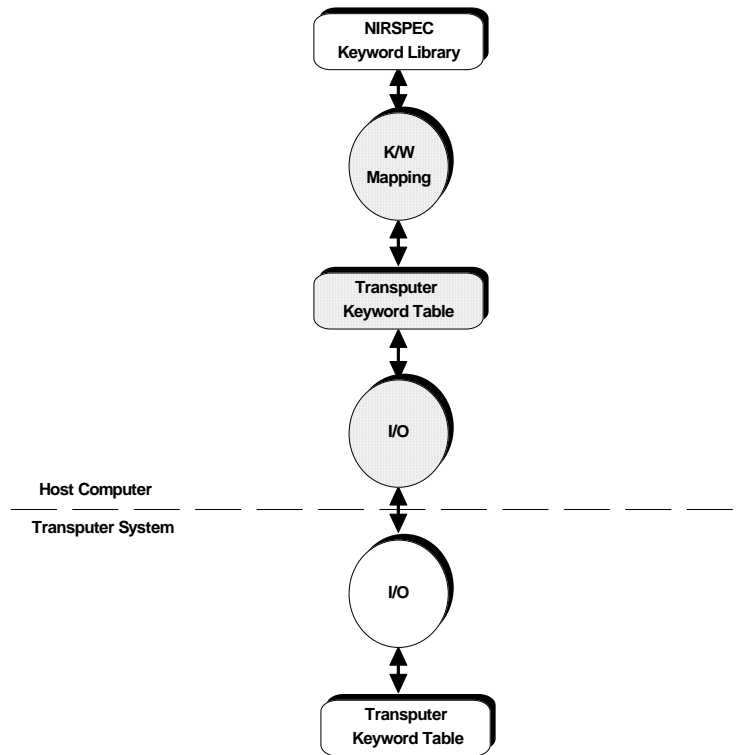 NIRSPEC
Keyword Library
K/W
Mapping
Transputer
Keyword Table
I/O
Host Computer
Transputer System
I/O
Transputer
Keyword Table